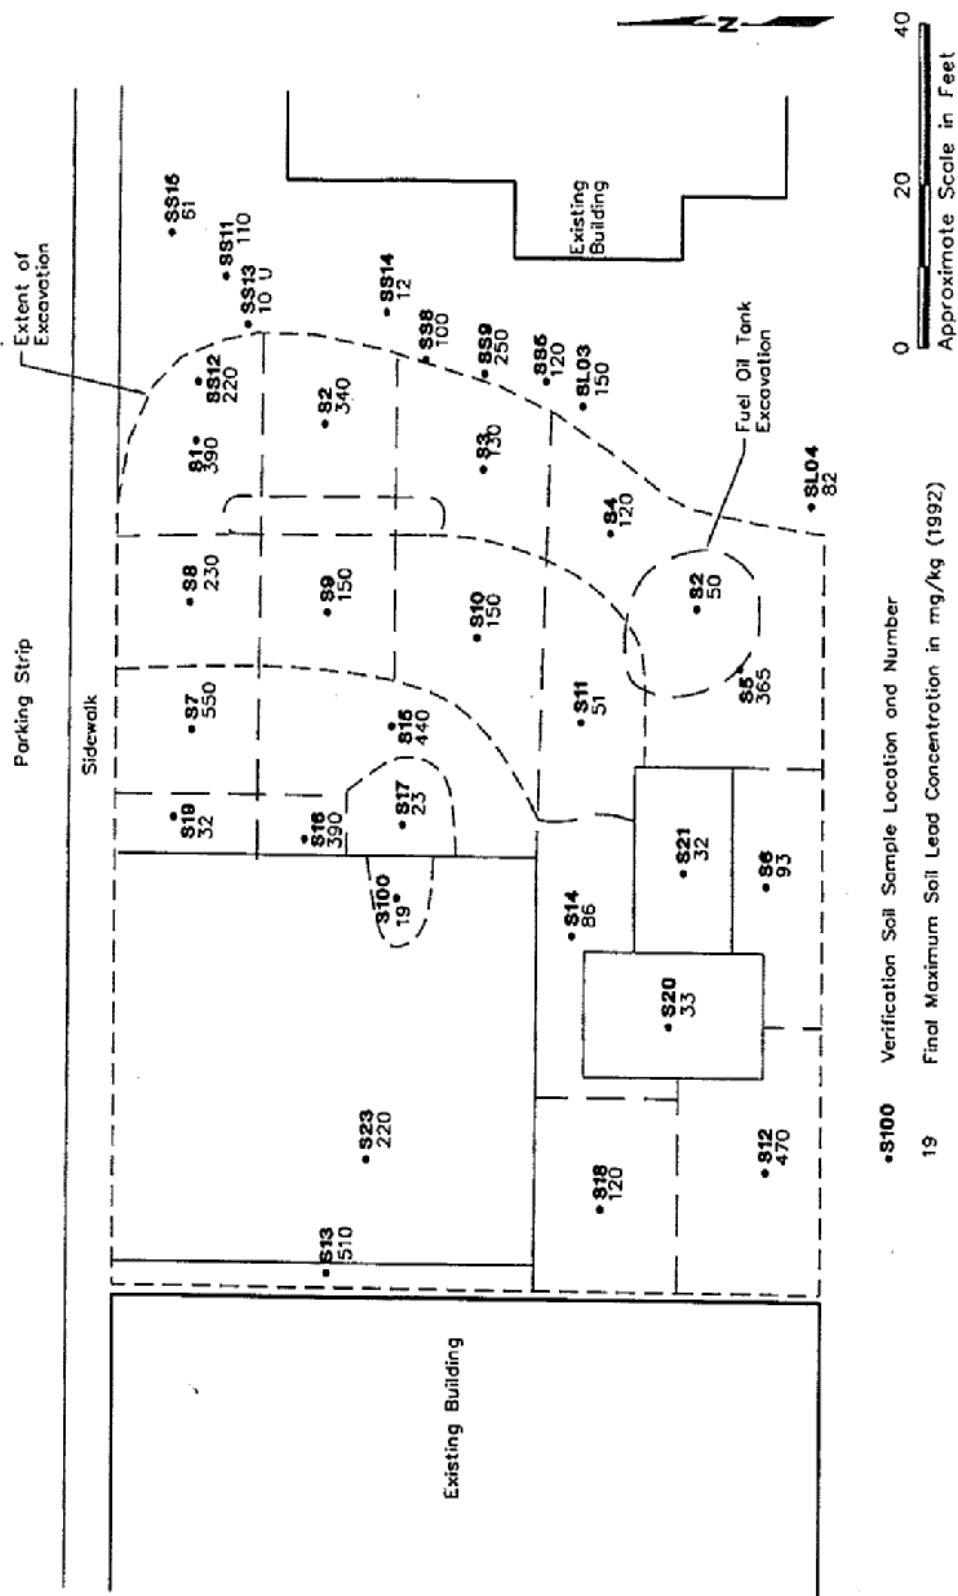 Parking Strip
Extent of
Excavation
Sidewalk
S19
32
S7
550
S8
230
S1
390
SS12
220
SS15
61
SS11
110
SS13
10 U
S13
510
S23
220
S100
19
S16
390
S17
23
S15
440
S9
150
S2
340
SS14
12
SS8
100
Existing Building
S10
150
S3
130
SS9
250
SS5
120
SL03
150
Existing
Building
S18
120
S14
86
S11
51
S4
120
S20
33
S21
32
S2
50
Fuel Oil Tank
Excavation
S12
470
S6
93
S5
365
SL04
82
N
S100 Verification Soil Sample Location and Number
19 Final Maximum Soil Lead Concentration in mg/kg (1992)
0 20 40
Approximate Scale in Feet